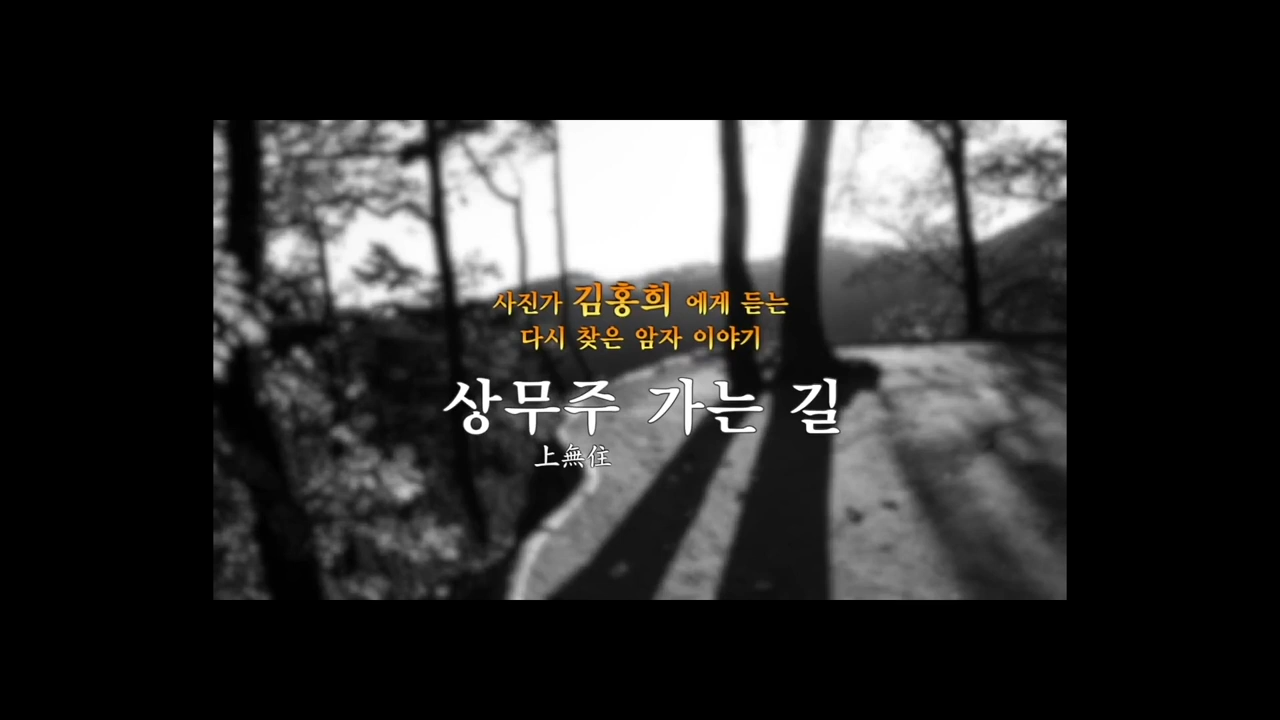 사진가 김홍희 에게 듣는
다시 찾은 암자 이야기
상무주 가는 길
上無住